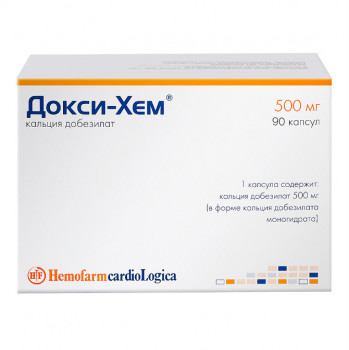 Докси-Хем®
кальция добезилат
500 мг
90 капсул
1 капсула содержит:
кальция добезилат 500 мг
(в форме кальция добезилата
моногидрата)
HF HemofarmcardioLogica